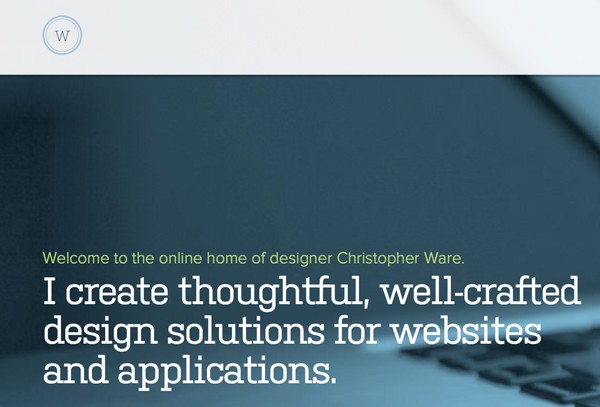 W
Welcome to the online home of designer Christopher Ware.
I create thoughtful, well-crafted
design solutions for websites
and applications.